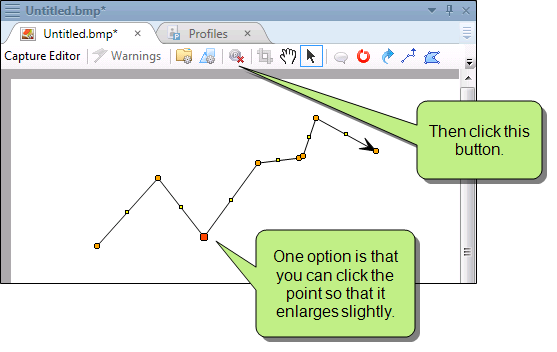 Untitled.bmp*
Untitled.bmp* Profiles
Capture Editor Warnings
Then click this
button.
One option is that
you can click the
point so that it
enlarges slightly.